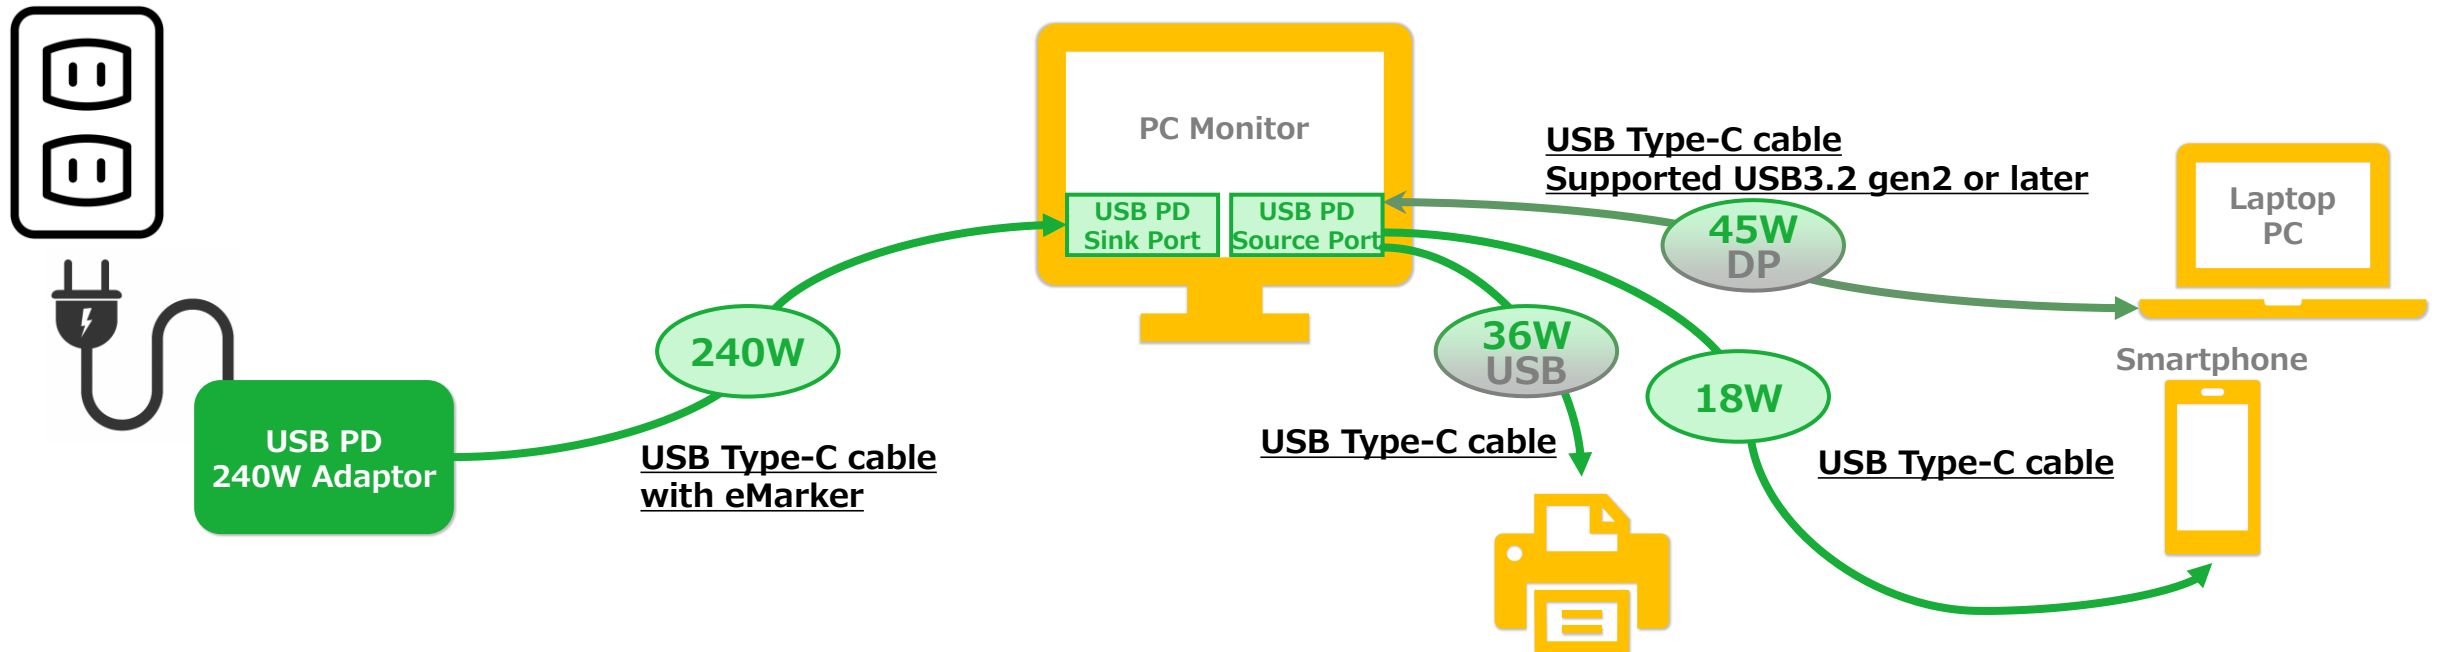 PC Monitor
USB PD
Sink Port
USB PD
Source Port
USB Type-C cable
Supported USB3.2 gen2 or later
45W
DP
Laptop
PC
240W
36W
USB
18W
Smartphone
USB PD
240W Adaptor
USB Type-C cable
with eMarker
USB Type-C cable
USB Type-C cable